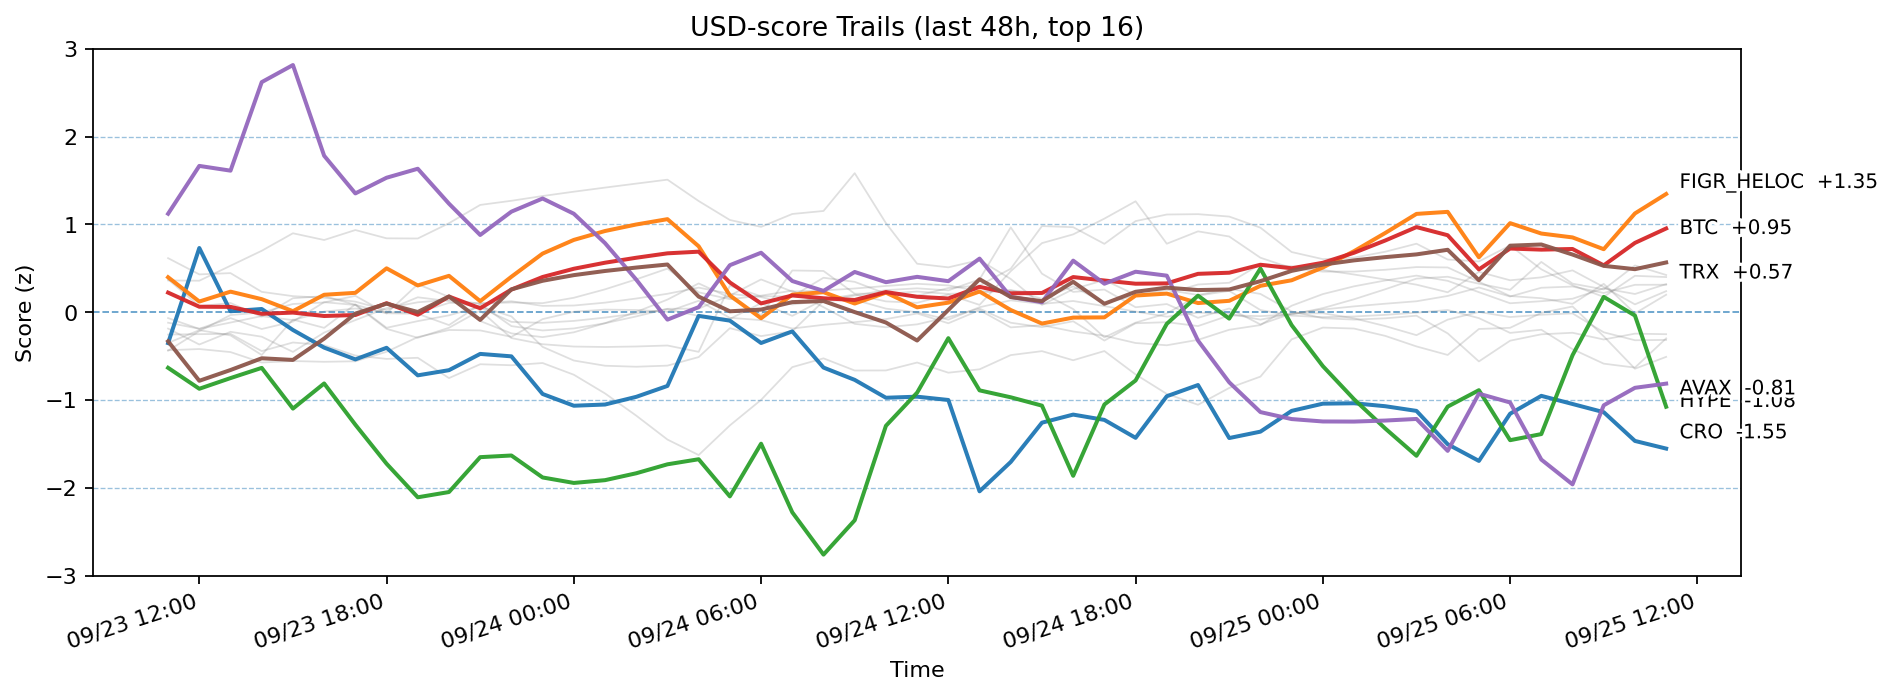 USD-score Trails (last 48h, top 16)
Score (z)
3
2
1
0
−1
−2
−3
FIGR_HELOC +1.35
BTC +0.95
TRX +0.57
AVAX -0.81
HYPE -1.08
CRO -1.55
09/23 12:00
09/23 18:00
09/24 00:00
09/24 06:00
09/24 12:00
09/24 18:00
09/25 00:00
09/25 06:00
09/25 12:00
Time